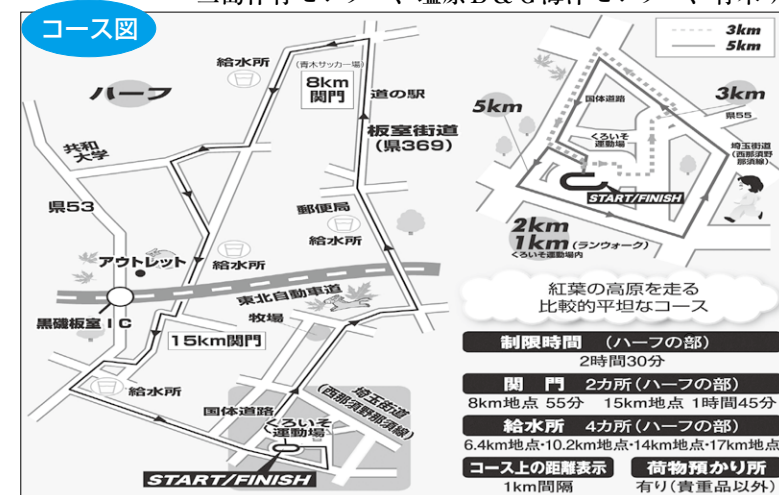 コース図
ハーフ
給水所
(青木サッカー場)
8km
関門
道の駅
板室街道
(県369)
共和
大学
県53
郵便局
給水所
アウトレット
給水所
東北自動車道
黒磯板室IC
牧場
15km関門
給水所
国体道路
埼玉街道
(西那須野那須線)
くろいそ
運動場
START/FINISH
3km
5km
5km
国体道路
3km
県55
くろいそ
運動場
埼玉街道
(西那須野
那須線)
START/FINISH
2km
1km(ランウォーク)
くろいそ運動場内
紅葉の高原を走る
比較的平坦なコース
制限時間 (ハーフの部)
2時間30分
関 門 2カ所(ハーフの部)
8km地点 55分 15km地点 1時間45分
給水所 4カ所(ハーフの部)
6.4km地点・10.2km地点・14km地点・17km地点
コース上の距離表示
1km間隔
荷物預かり所
有り(貴重品以外)